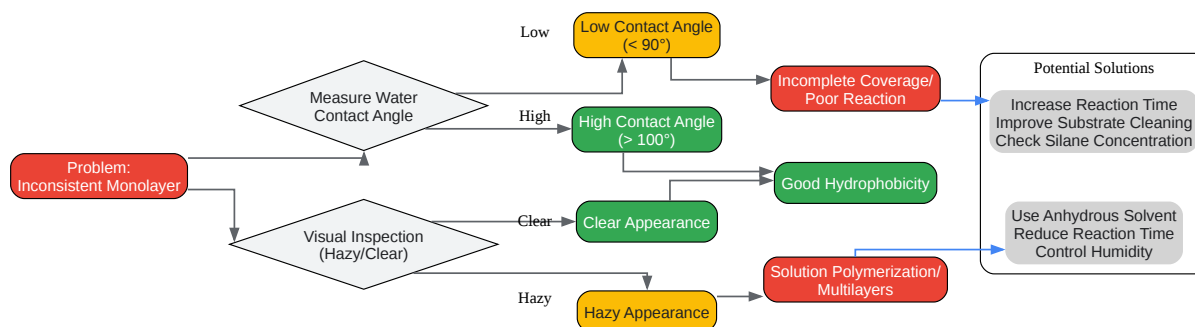 Problem:
Inconsistent Monolayer
Measure Water
Contact Angle
Visual Inspection
(Hazy/Clear)
Low
High
Clear
Hazy
Low Contact Angle
(< 90°)
High Contact Angle
(> 100°)
Clear Appearance
Hazy Appearance
Incomplete Coverage/
Poor Reaction
Good Hydrophobicity
Solution Polymerization/
Multilayers
Potential Solutions
Increase Reaction Time
Improve Substrate Cleaning
Check Silane Concentration
Use Anhydrous Solvent
Reduce Reaction Time
Control Humidity